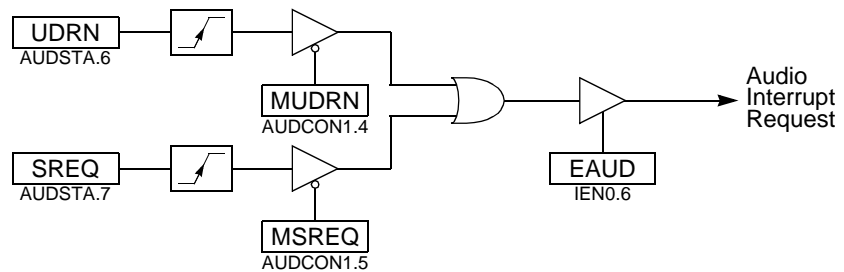 UDRN
AUDSTA.6
MUDRN
AUDCON1.4
Audio
Interrupt
Request
SREQ
AUDSTA.7
EAUD
IEN0.6
MSREQ
AUDCON1.5